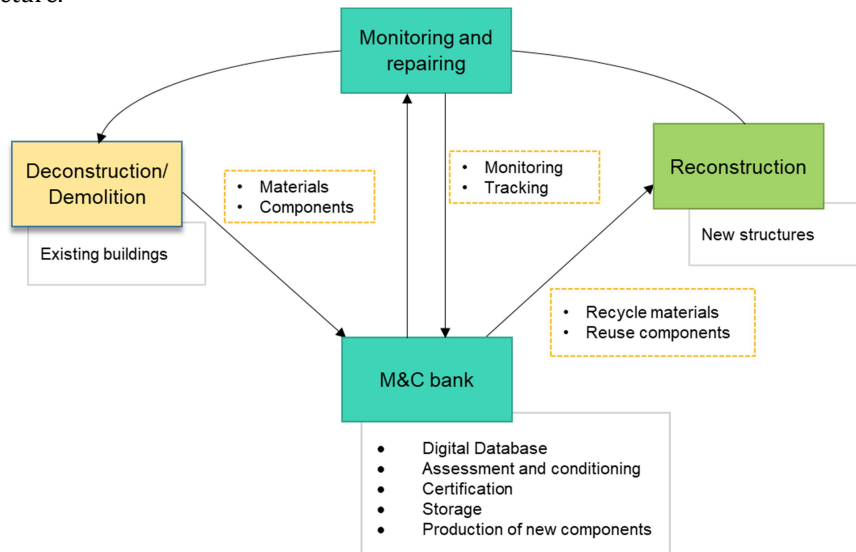 cture.
Monitoring and
repairing
Deconstruction/
Demolition
Existing buildings
• Materials
• Components
• Monitoring
• Tracking
Reconstruction
New structures
• Recycle materials
• Reuse components
M&C bank
• Digital Database
• Assessment and conditioning
• Certification
• Storage
• Production of new components